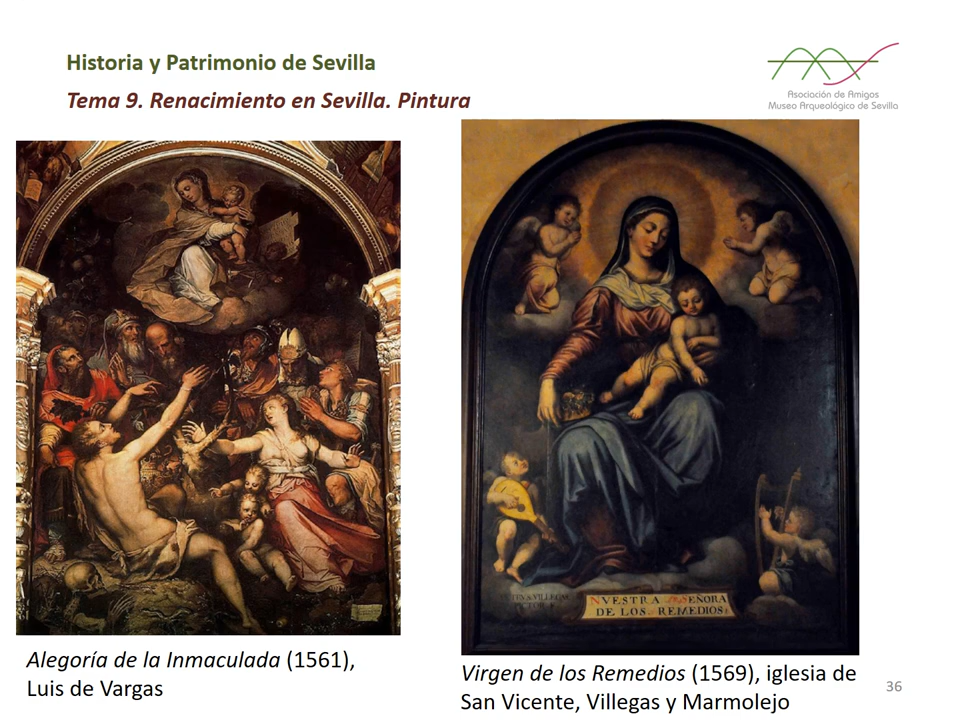 Historia y Patrimonio de Sevilla
Tema 9. Renacimiento en Sevilla. Pintura
Asociación de Amigos
Museo Arqueológico de Sevilla
NVESTRA SEÑORA
DE LOS REMEDIOS
Alegoría de la Inmaculada (1561),
Luis de Vargas
Virgen de los Remedios (1569), iglesia de
San Vicente, Villegas y Marmolejo
36